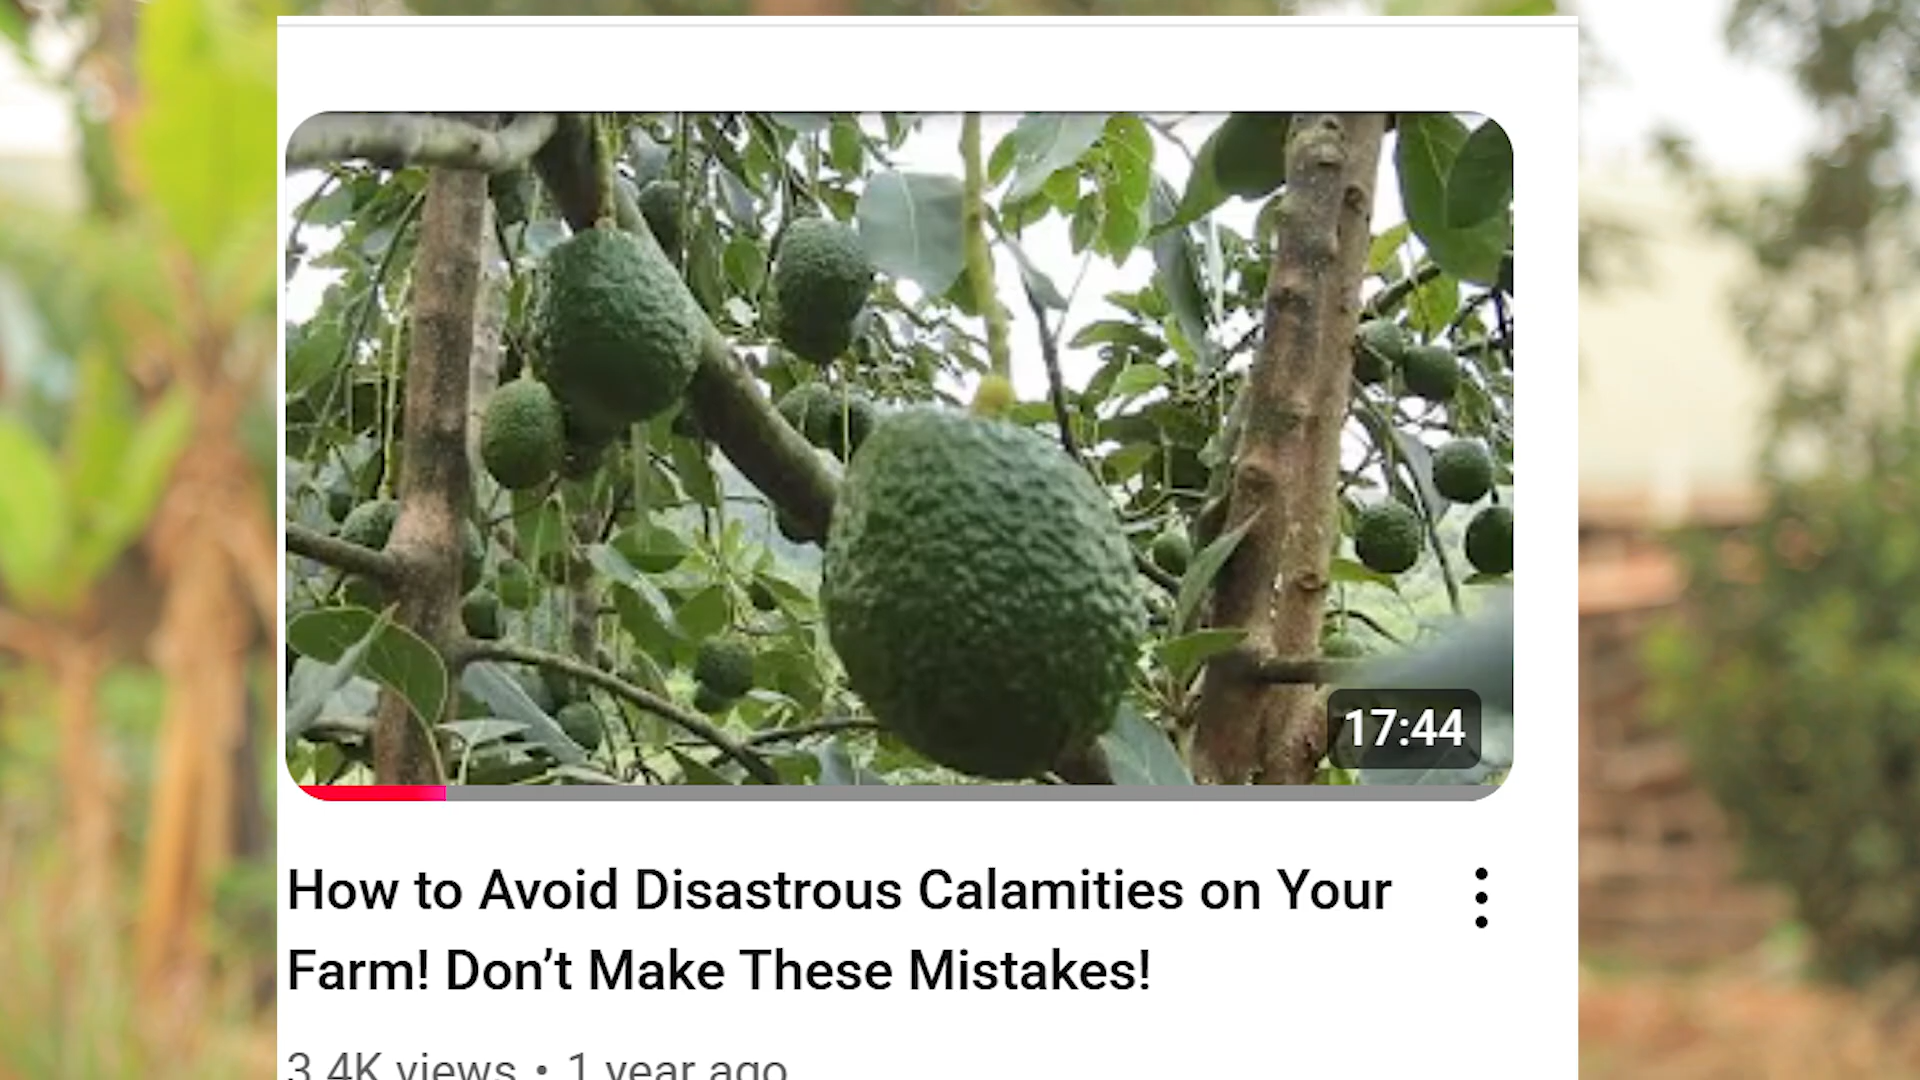 17:44
How to Avoid Disastrous Calamities on Your
Farm! Don’t Make These Mistakes!
3.4K views • 1 year ago